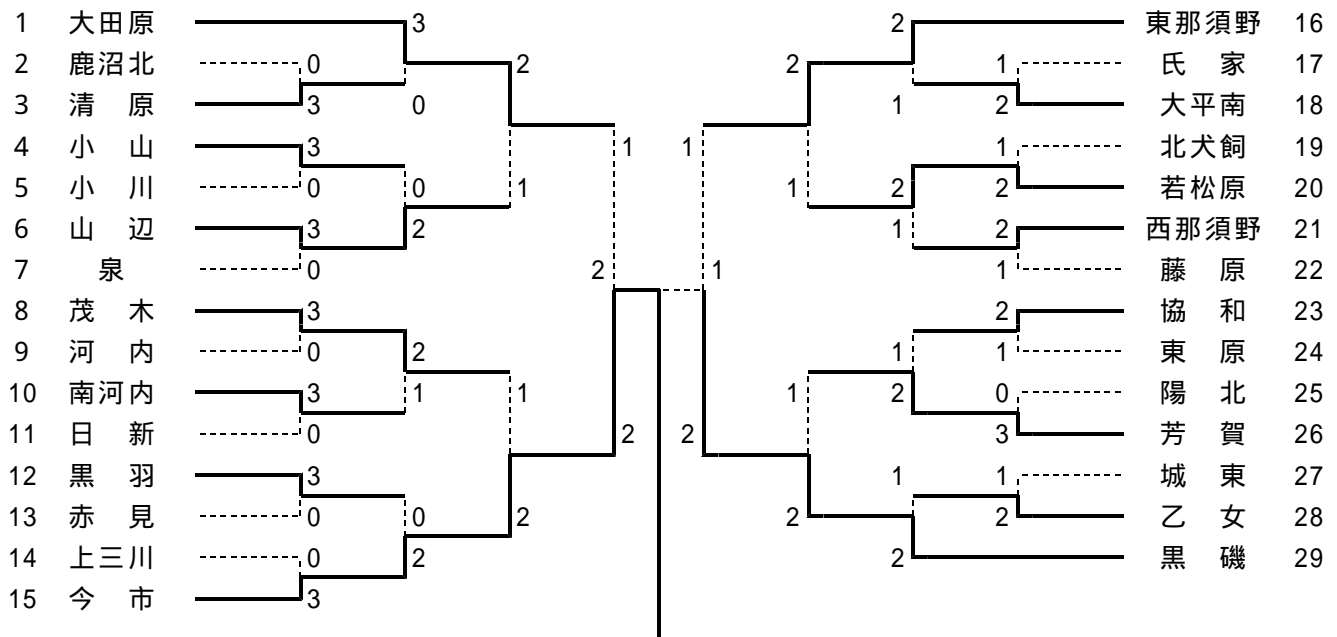 1 大田原 3 2 東那須野 16
2 鹿沼北 0 2 2 1 氏 家 17
3 清 原 3 0 1 2 大平南 18
4 小 山 3 1 1 1 北犬飼 19
5 小 川 0 0 1 1 2 2 若松原 20
6 山 辺 3 2 1 2 西那須野 21
7 泉 0 2 1 1 藤 原 22
8 茂 木 3 2 協 和 23
9 河 内 0 2 1 1 東 原 24
10 南河内 3 1 1 1 2 0 陽 北 25
11 日 新 0 2 2 3 芳 賀 26
12 黒 羽 3 1 1 城 東 27
13 赤 見 0 0 2 2 2 乙 女 28
14 上三川 0 2 2 黒 磯 29
15 今 市 3